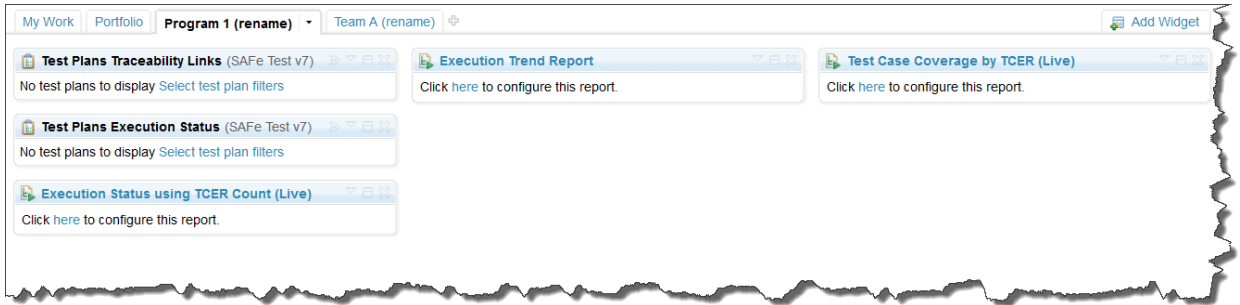 My Work Portfolio Program 1 (rename) Team A (rename) Add Widget
Test Plans Traceability Links (SAFe Test v7)
No test plans to display Select test plan filters
Test Plans Execution Status (SAFe Test v7)
No test plans to display Select test plan filters
Execution Status using TCER Count (Live)
Click here to configure this report.
Execution Trend Report
Click here to configure this report.
Test Case Coverage by TCER (Live)
Click here to configure this report.